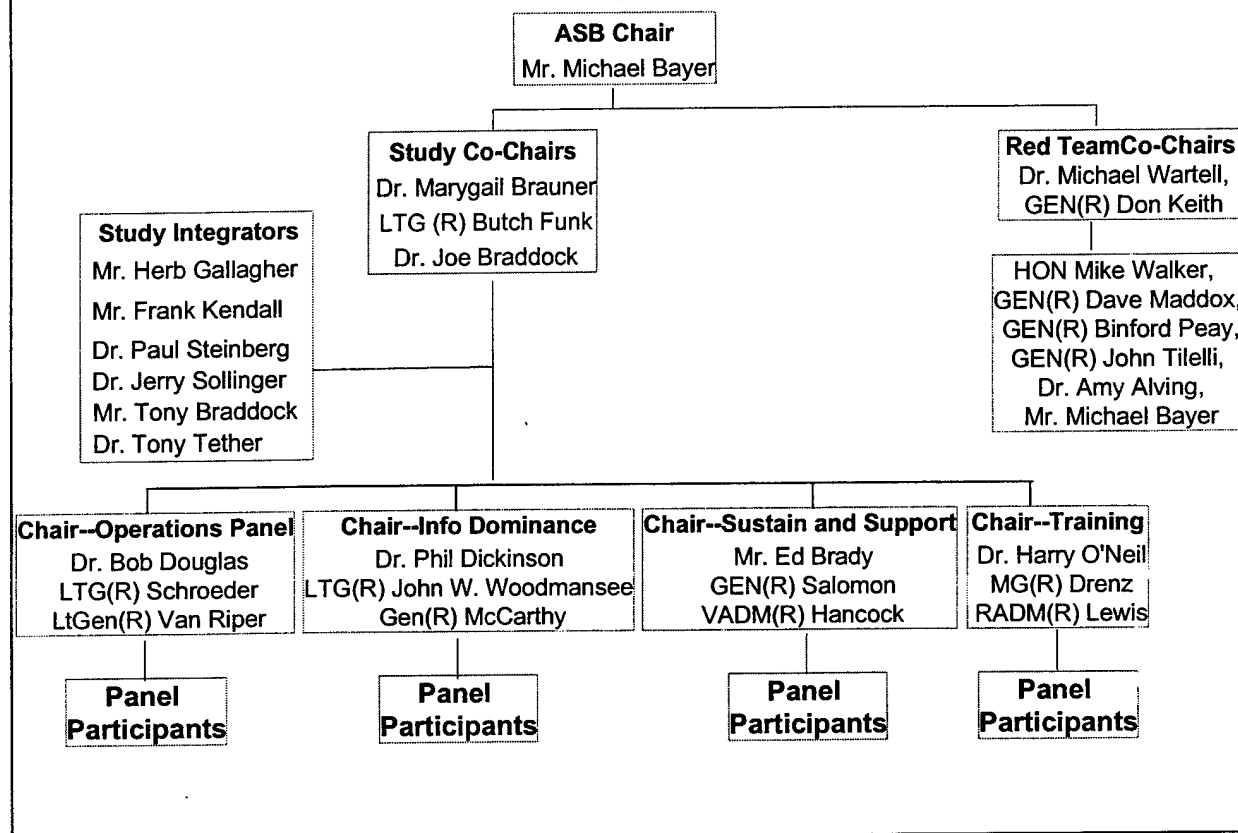 ASB Chair
Mr. Michael Bayer
Study Co-Chairs
Dr. Marygail Brauner
LTG (R) Butch Funk
Dr. Joe Braddock
Red TeamCo-Chairs
Dr. Michael Wartell,
GEN(R) Don Keith
Study Integrators
Mr. Herb Gallagher
Mr. Frank Kendall
Dr. Paul Steinberg
Dr. Jerry Sollinger
Mr. Tony Braddock
Dr. Tony Tether
HON Mike Walker,
GEN(R) Dave Maddox,
GEN(R) Binford Peay,
GEN(R) John Tilelli,
Dr. Amy Alving,
Mr. Michael Bayer
Chair--Operations Panel
Dr. Bob Douglas
LTG(R) Schroeder
LtGen(R) Van Riper
Chair--Info Dominance
Dr. Phil Dickinson
LTG(R) John W. Woodmansee
Gen(R) McCarthy
Chair--Sustain and Support
Mr. Ed Brady
GEN(R) Salomon
VADM(R) Hancock
Chair--Training
Dr. Harry O'Neil
MG(R) Drenz
RADM(R) Lewis
Panel
Participants
Panel
Participants
Panel
Participants
Panel
Participants